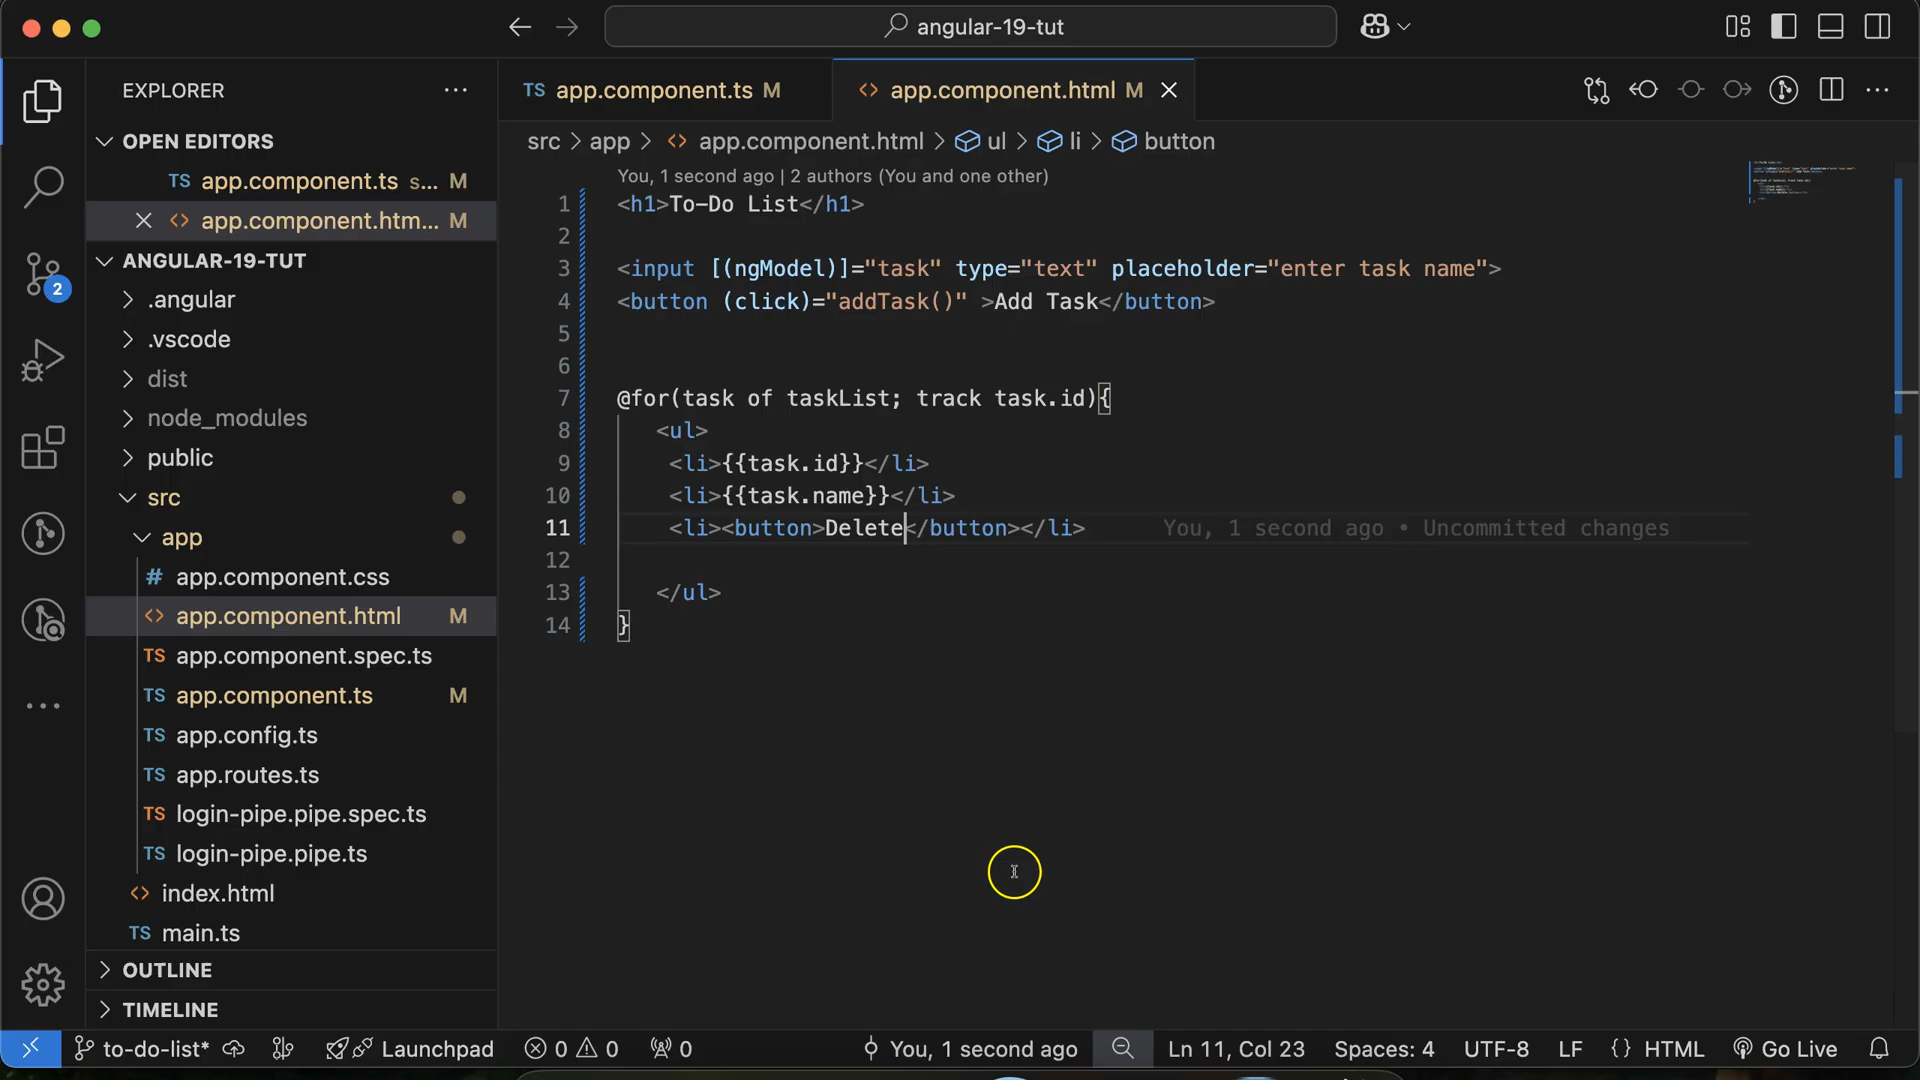 angular-19-tut
EXPLORER
OPEN EDITORS
TS app.component.ts s... M
app.component.htm... M
ANGULAR-19-TUT
.angular
.vscode
dist
node_modules
public
src
app
# app.component.css
<> app.component.html M
TS app.component.spec.ts
TS app.component.ts M
TS app.config.ts
TS app.routes.ts
TS login-pipe.pipe.spec.ts
TS login-pipe.pipe.ts
<> index.html
TS main.ts
OUTLINE
TIMELINE
2
TS app.component.ts M
<> app.component.html M
src > app > <> app.component.html > ul > li > button
You, 1 second ago | 2 authors (You and one other)
1 <h1>To-Do List</h1>
2
3 <input [(ngModel)]="task" type="text" placeholder="enter task name">
4 <button (click)="addTask()" >Add Task</button>
5
6
7 @for(task of taskList; track task.id){
8 <ul>
9 <li>{{task.id}}</li>
10 <li>{{task.name}}</li>
11 <li><button>Delete</button></li> You, 1 second ago • Uncommitted changes
12
13 </ul>
14 }
to-do-list* Launchpad 0 0 0 You, 1 second ago Ln 11, Col 23 Spaces: 4 UTF-8 LF {} HTML Go Live